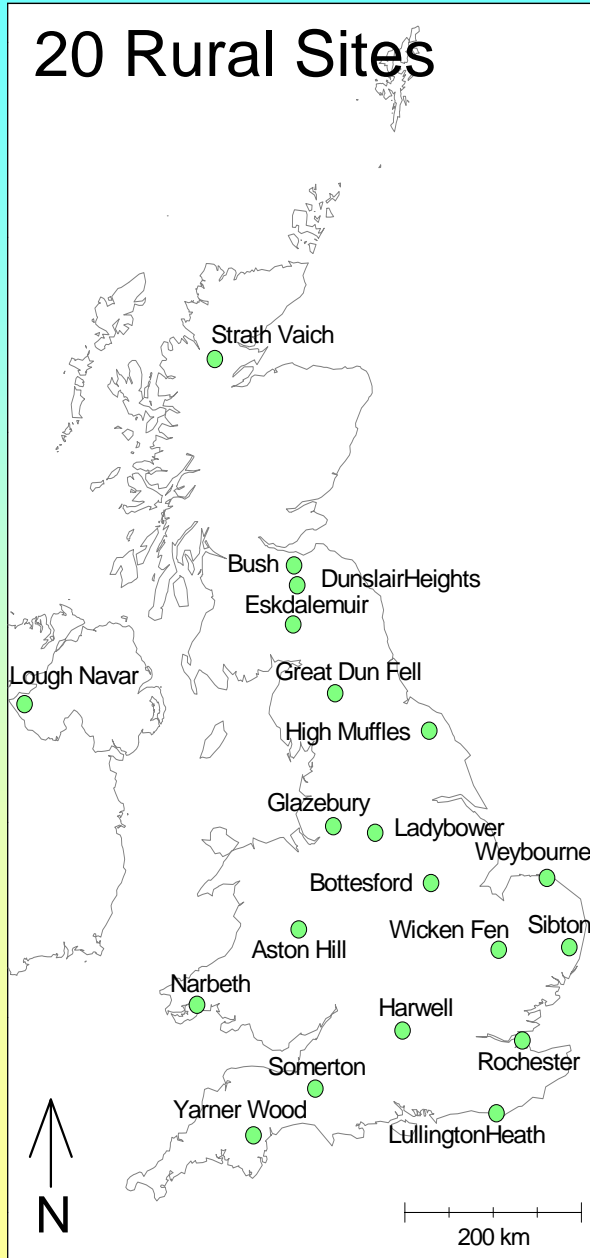 20 Rural Sites
Strath Vaich
Bush
DunslairHeights
Eskdalemuir
Great Dun Fell
Lough Navar
High Muffles
Glazebury
Ladybower
Weybourne
Bottesford
Wicken Fen
Sibton
Aston Hill
Narbeth
Harwell
Rochester
Somerton
Yarner Wood
LullingtonHeath
N
200 km